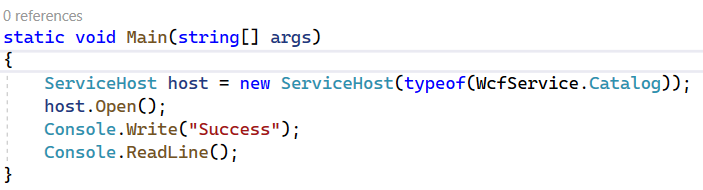 0 references
static void Main(string[] args)
{
    ServiceHost host = new ServiceHost(typeof(WcfService.Catalog));
    host.Open();
    Console.Write("Success");
    Console.ReadLine();
}